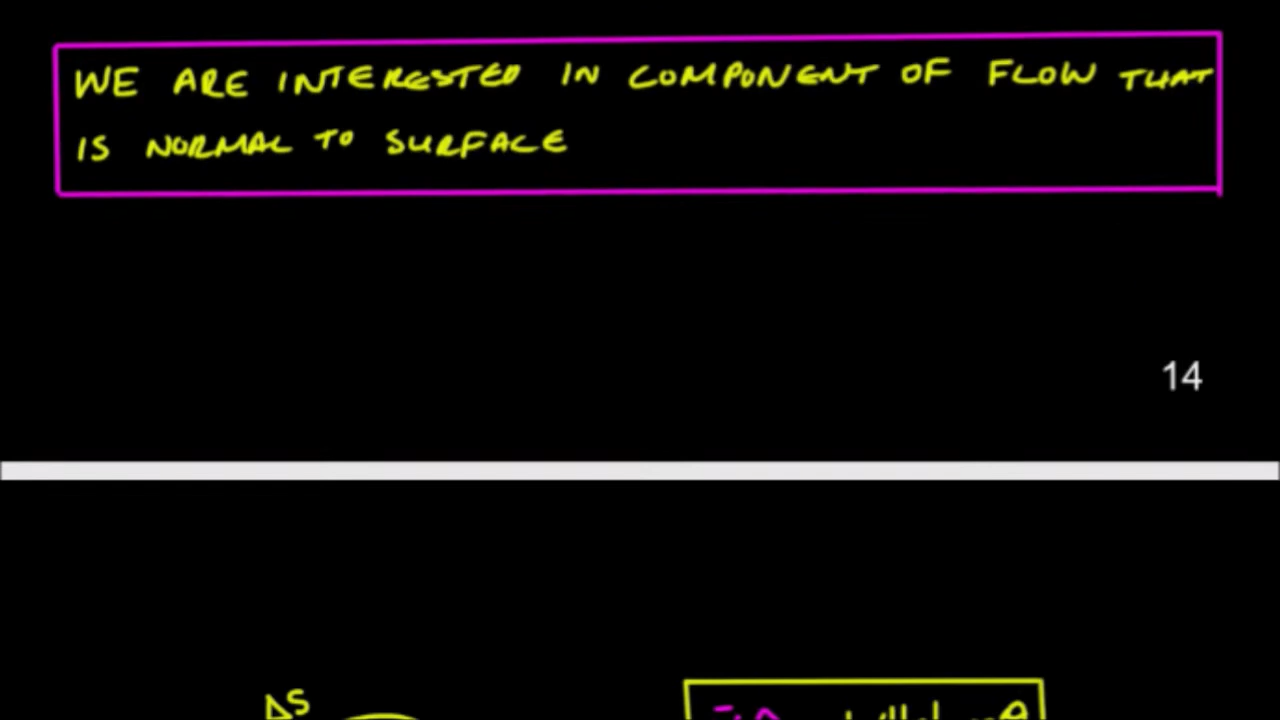 WE ARE INTERESTED IN COMPONENT OF FLOW THAT
IS NORMAL TO SURFACE
14
ΔS